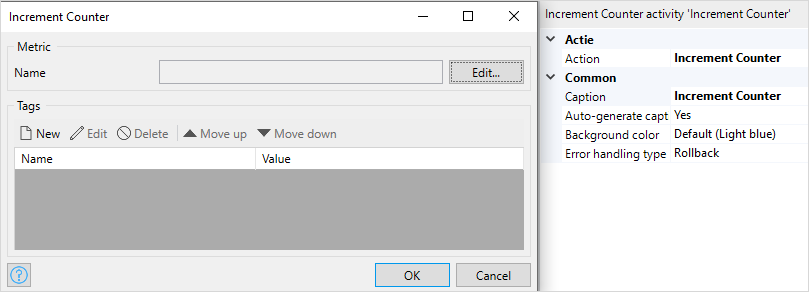 Increment Counter
Metric
Name
Edit...
Tags
New Edit Delete Move up Move down
Name Value
OK Cancel
Increment Counter activity 'Increment Counter'
Actie
Action Increment Counter
Common
Caption Increment Counter
Auto-generate capt Yes
Background color Default (Light blue)
Error handling type Rollback